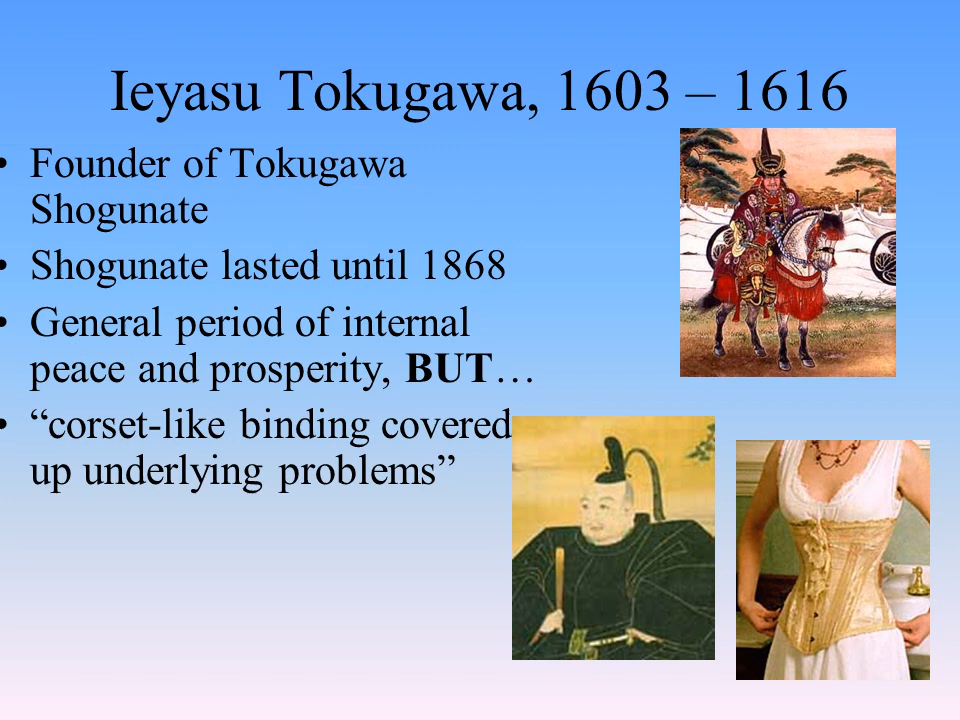 Ieyasu Tokugawa, 1603 – 1616
• Founder of Tokugawa
Shogunate
• Shogunate lasted until 1868
• General period of internal
peace and prosperity, BUT…
• “corset-like binding covered
up underlying problems”